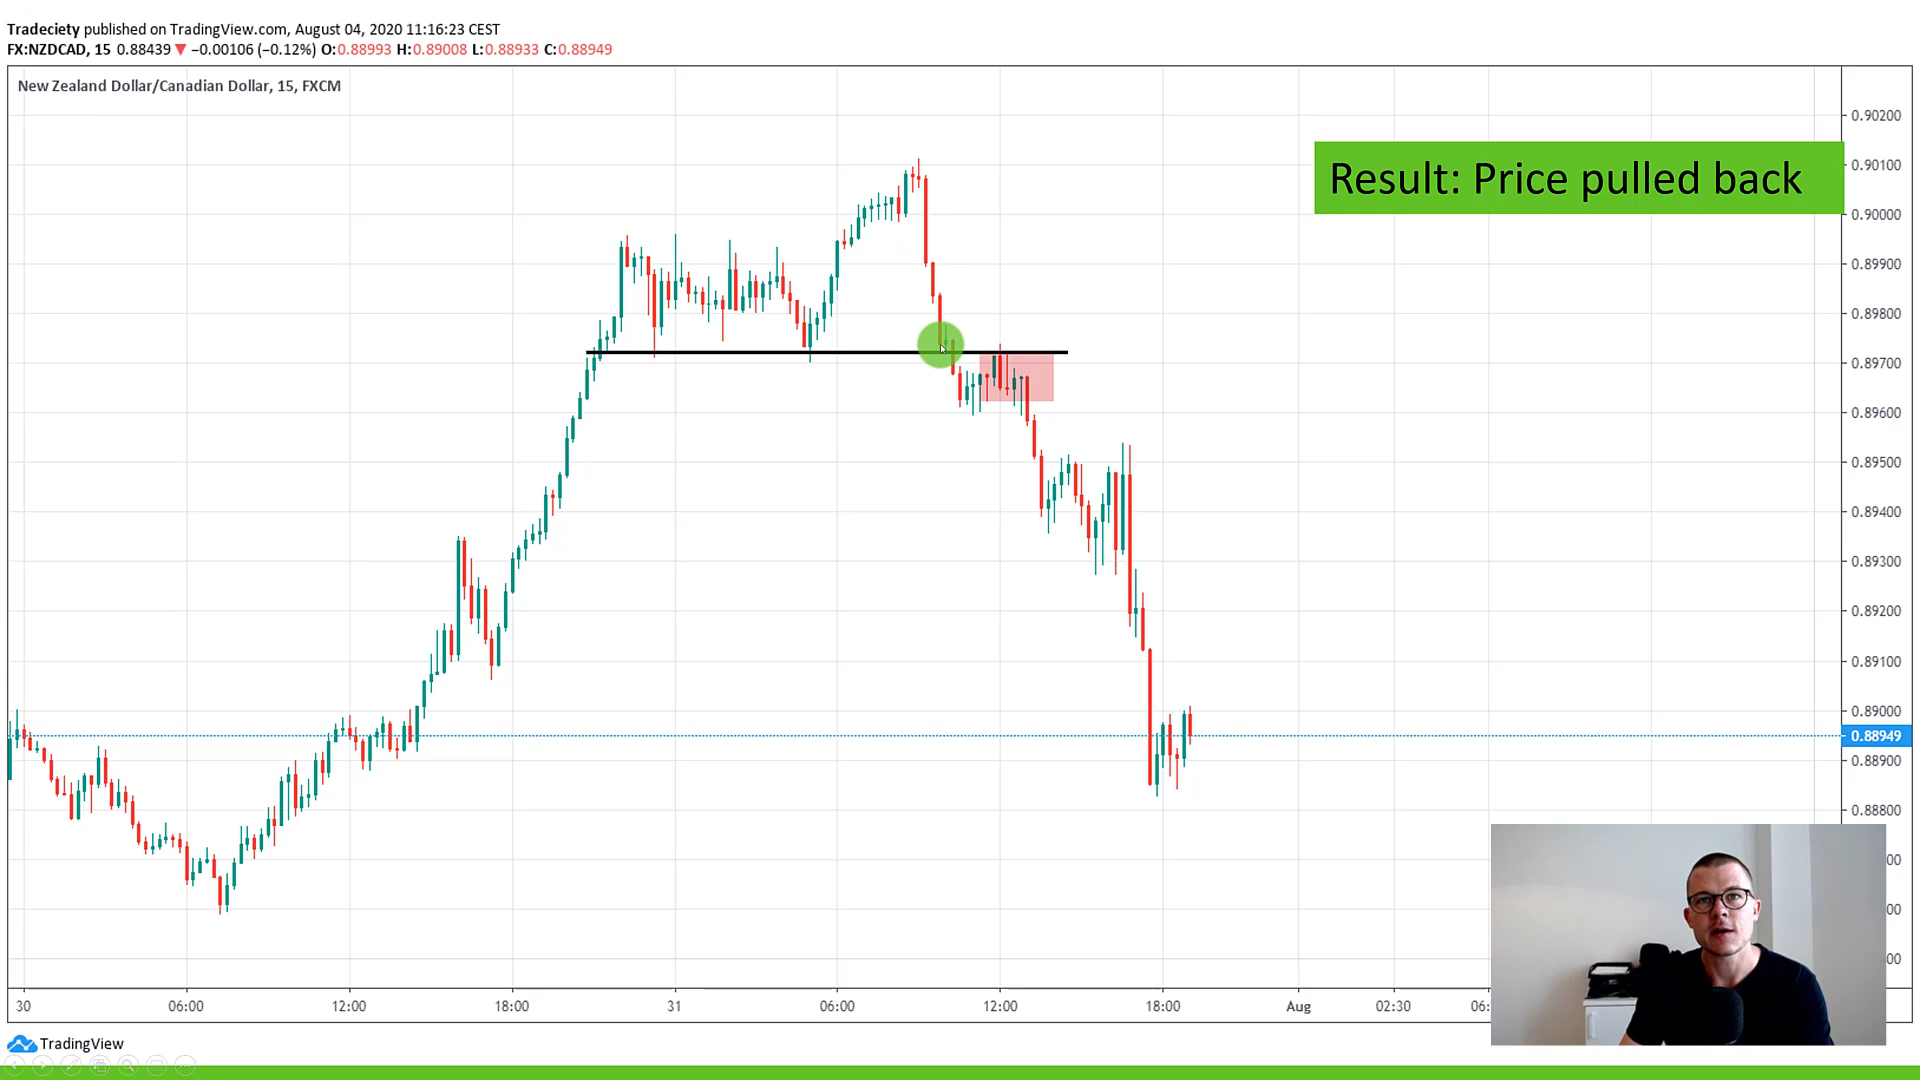 Tradeciety published on TradingView.com, August 04, 2020 11:16:23 CEST
FX:NZDCAD, 15 0.88439 ▼ −0.00106 (−0.12%) O:0.88993 H:0.89008 L:0.88933 C:0.88949
New Zealand Dollar/Canadian Dollar, 15, FXCM
Result: Price pulled back
0.90200
0.90100
0.90000
0.89900
0.89800
0.89700
0.89600
0.89500
0.89400
0.89300
0.89200
0.89100
0.89000
0.88949
0.88900
0.88800
30 06:00 12:00 18:00 31 06:00 12:00 18:00 Aug 02:30
TradingView